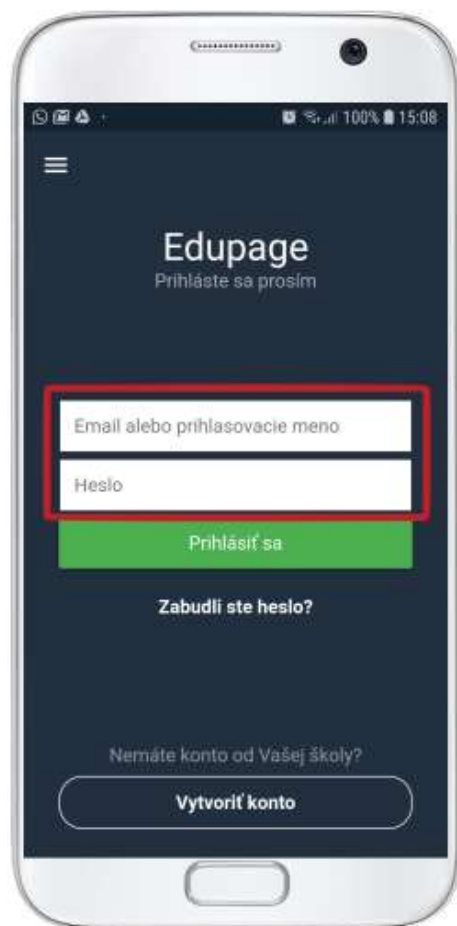 100% 15:08
Edupage
Prihláste sa prosím
Email alebo prihlasovacie meno
Heslo
Prihlásiť sa
Zabudli ste heslo?
Nemáte konto od Vašej školy?
Vytvoriť konto